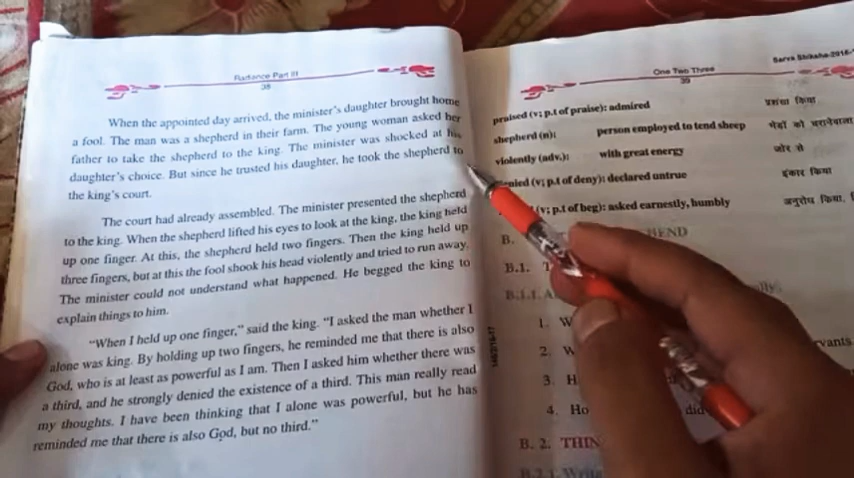 Radiance Part III
38
When the appointed day arrived, the minister's daughter brought home
a fool. The man was a shepherd in their farm. The young woman asked her
father to take the shepherd to the king. The minister was shocked at his
daughter's choice. But since he trusted his daughter, he took the shepherd to
the king's court.
The court had already assembled. The minister presented the shepherd
to the king. When the shepherd lifted his eyes to look at the king, the king held
up one finger. At this, the shepherd held two fingers. Then the king held up
three fingers, but at this the fool shook his head violently and tried to run away.
The minister could not understand what happened. He begged the king to
explain things to him.
"When I held up one finger," said the king. "I asked the man whether I
alone was king. By holding up two fingers, he reminded me that there is also
God, who is at least as powerful as I am. Then I asked him whether there was
a third, and he strongly denied the existence of a third. This man really read
my thoughts. I have been thinking that I alone was powerful, but he has
reminded me that there is also God, but no third."
One Two Three
39
Sarva Shiksha-2016-
praised (v; p.t of praise): admired प्रशंसा किया
shepherd (n): person employed to tend sheep भेड़ों को चरानेवाला
violently (adv.): with great energy जोर से
(v; p.t of deny): declared untrue इंकार किया
(v; p.t of beg): asked earnestly, humbly अनुरोध किया,
B.
B.1.
B.1.1.
1.
2.
3.
4. did
B. 2.
B.2.1.